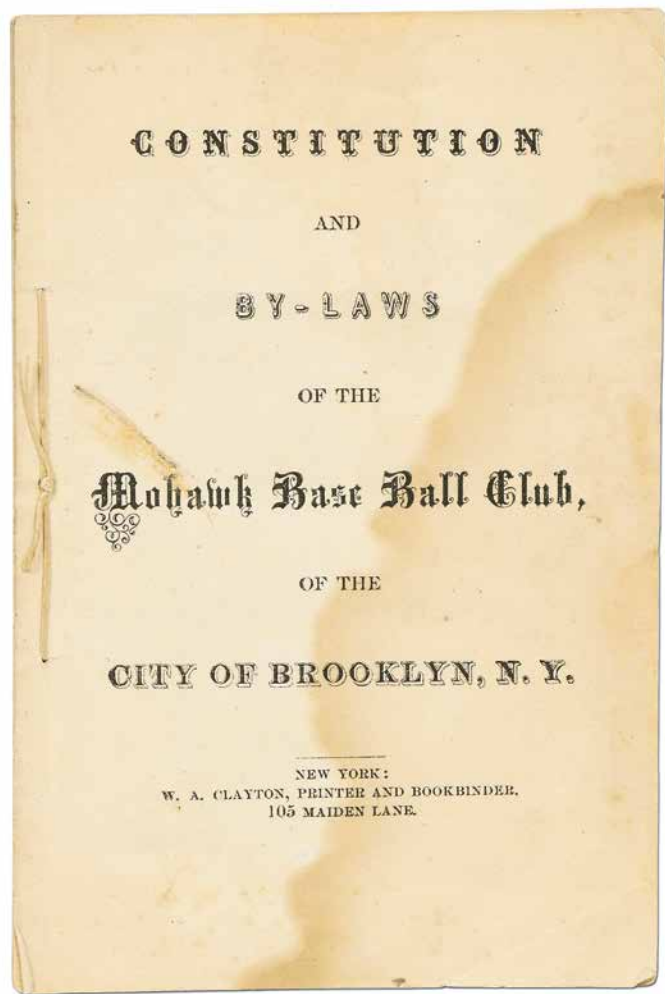 CONSTITUTION
AND
BY-LAWS
OF THE
Mohawk Base Ball Club,
OF THE
CITY OF BROOKLYN, N. Y.
NEW YORK:
W. A. CLAYTON, PRINTER AND BOOKBINDER.
105 MAIDEN LANE.